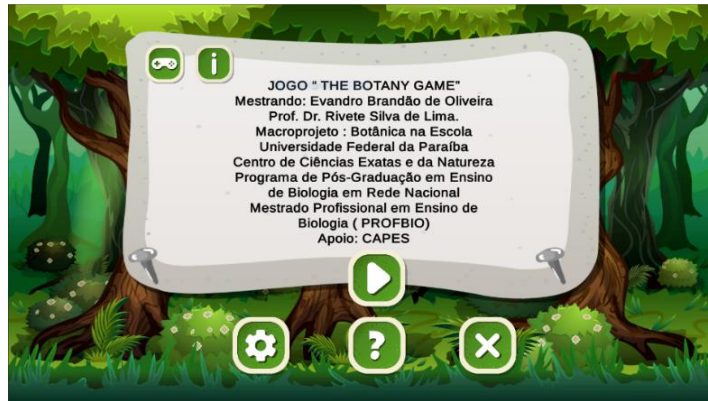 JOGO " THE BOTANY GAME"
Mestrando: Evandro Brandão de Oliveira
Prof. Dr. Rivete Silva de Lima.
Macroprojeto : Botânica na Escola
Universidade Federal da Paraíba
Centro de Ciências Exatas e da Natureza
Programa de Pós-Graduação em Ensino
de Biologia em Rede Nacional
Mestrado Profissional em Ensino de
Biologia ( PROFBIO)
Apoio: CAPES